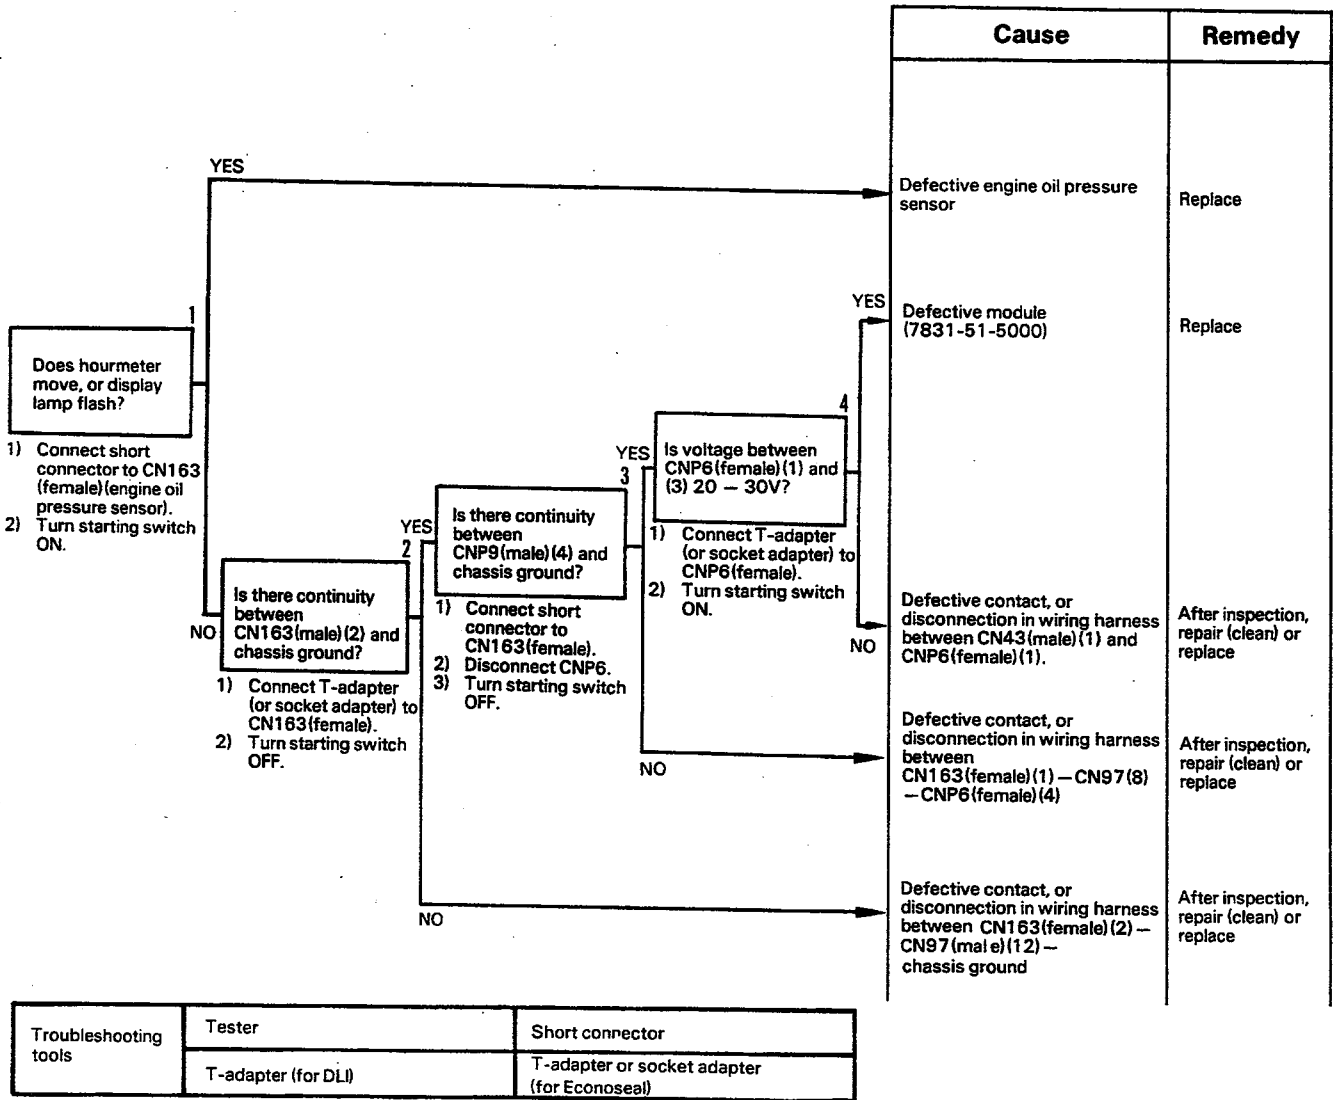 Cause
Remedy
YES
Defective engine oil pressure
sensor
Replace
YES
Defective module
(7831-51-5000)
Replace
1
Does hourmeter
move, or display
lamp flash?
1) Connect short
connector to CN163
(female)(engine oil
pressure sensor).
2) Turn starting switch
ON.
NO
2
Is there continuity
between
CN163(male)(2) and
chassis ground?
1) Connect T-adapter
(or socket adapter) to
CN163(female).
2) Turn starting switch
OFF.
YES
3
Is there continuity
between
CNP9(male)(4) and
chassis ground?
1) Connect short
connector to
CN163(female).
2) Disconnect CNP6.
3) Turn starting switch
OFF.
YES
4
Is voltage between
CNP6(female)(1) and
(3) 20 – 30V?
1) Connect T-adapter
(or socket adapter) to
CNP6(female).
2) Turn starting switch
ON.
NO
Defective contact, or
disconnection in wiring harness
between CN43(male)(1) and
CNP6(female)(1).
After inspection,
repair (clean) or
replace
NO
Defective contact, or
disconnection in wiring harness
between
CN163(female)(1)–CN97(8)
–CNP6(female)(4)
After inspection,
repair (clean) or
replace
NO
Defective contact, or
disconnection in wiring harness
between CN163(female)(2)–
CN97(male)(12)–
chassis ground
After inspection,
repair (clean) or
replace
Troubleshooting
tools
Tester
Short connector
T-adapter (for DLI)
T-adapter or socket adapter
(for Econoseal)